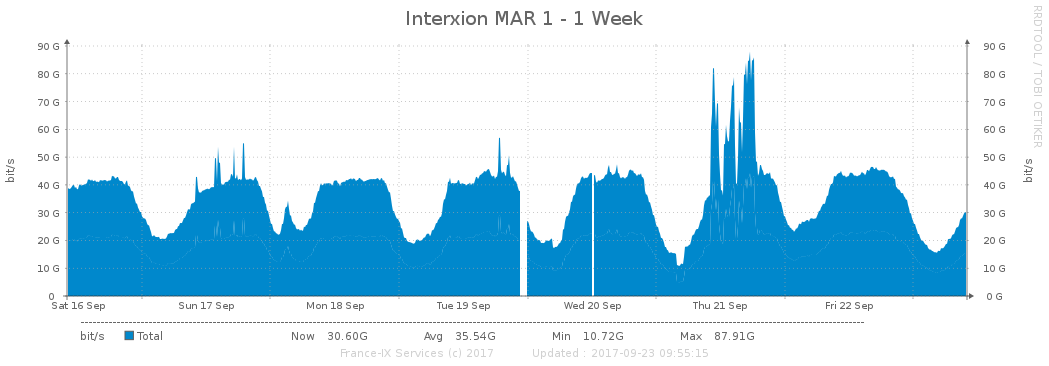 Interxion MAR 1 - 1 Week
RRDTOOL / TOBI OETIKER
bit/s
90 G
80 G
70 G
60 G
50 G
40 G
30 G
20 G
10 G
0
90 G
80 G
70 G
60 G
50 G
40 G
30 G
20 G
10 G
0 G
bit/s
Sat 16 Sep Sun 17 Sep Mon 18 Sep Tue 19 Sep Wed 20 Sep Thu 21 Sep Fri 22 Sep
bit/s Total Now 30.60G Avg 35.54G Min 10.72G Max 87.91G
France-IX Services (c) 2017 Updated : 2017-09-23 09:55:15